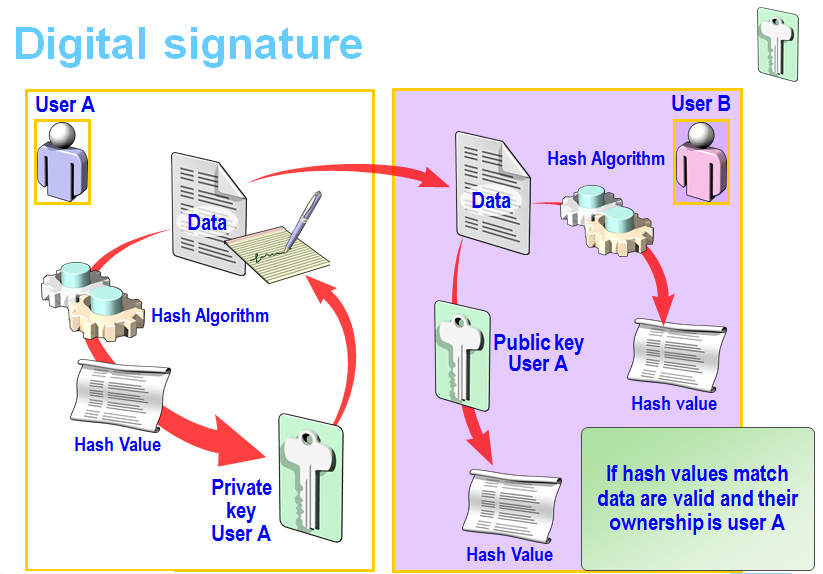 Digital signature
User A
Data
Hash Algorithm
Hash Value
Private
key
User A
User B
Hash Algorithm
Data
Public key
User A
Hash value
Hash Value
If hash values match
data are valid and their
ownership is user A